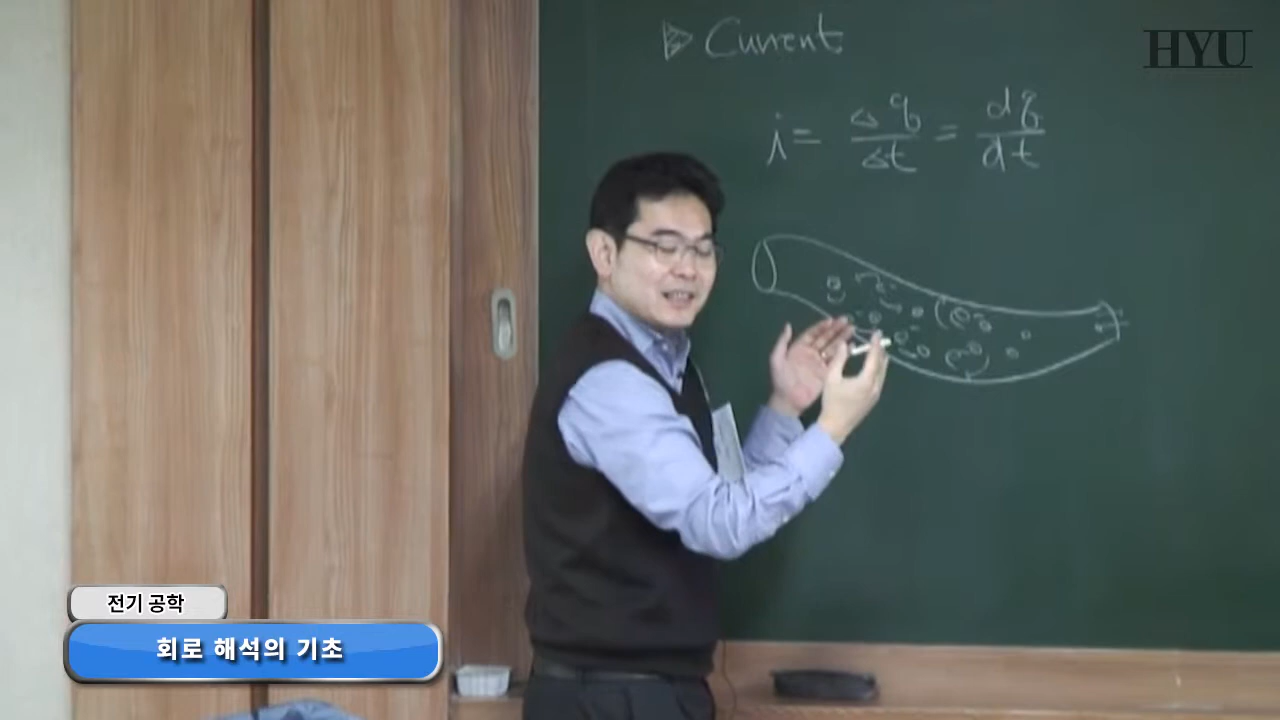 ▷ Current
HYU
i = Δq/Δt = dq/dt
전기 공학
회로 해석의 기초